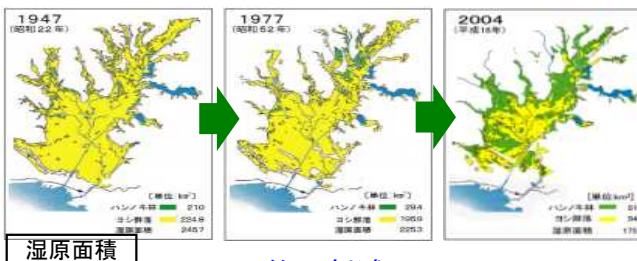 1947
(昭和22年)
[単位:km²]
ハンノキ林 21.0
ヨシ群落 224.6
湿原面積 245.7
1977
(昭和52年)
[単位:km²]
ハンノキ林 29.4
ヨシ群落 195.9
湿原面積 225.3
2004
(平成16年)
[単位:km²]
ハンノキ林
ヨシ群落
湿原面積
湿原面積